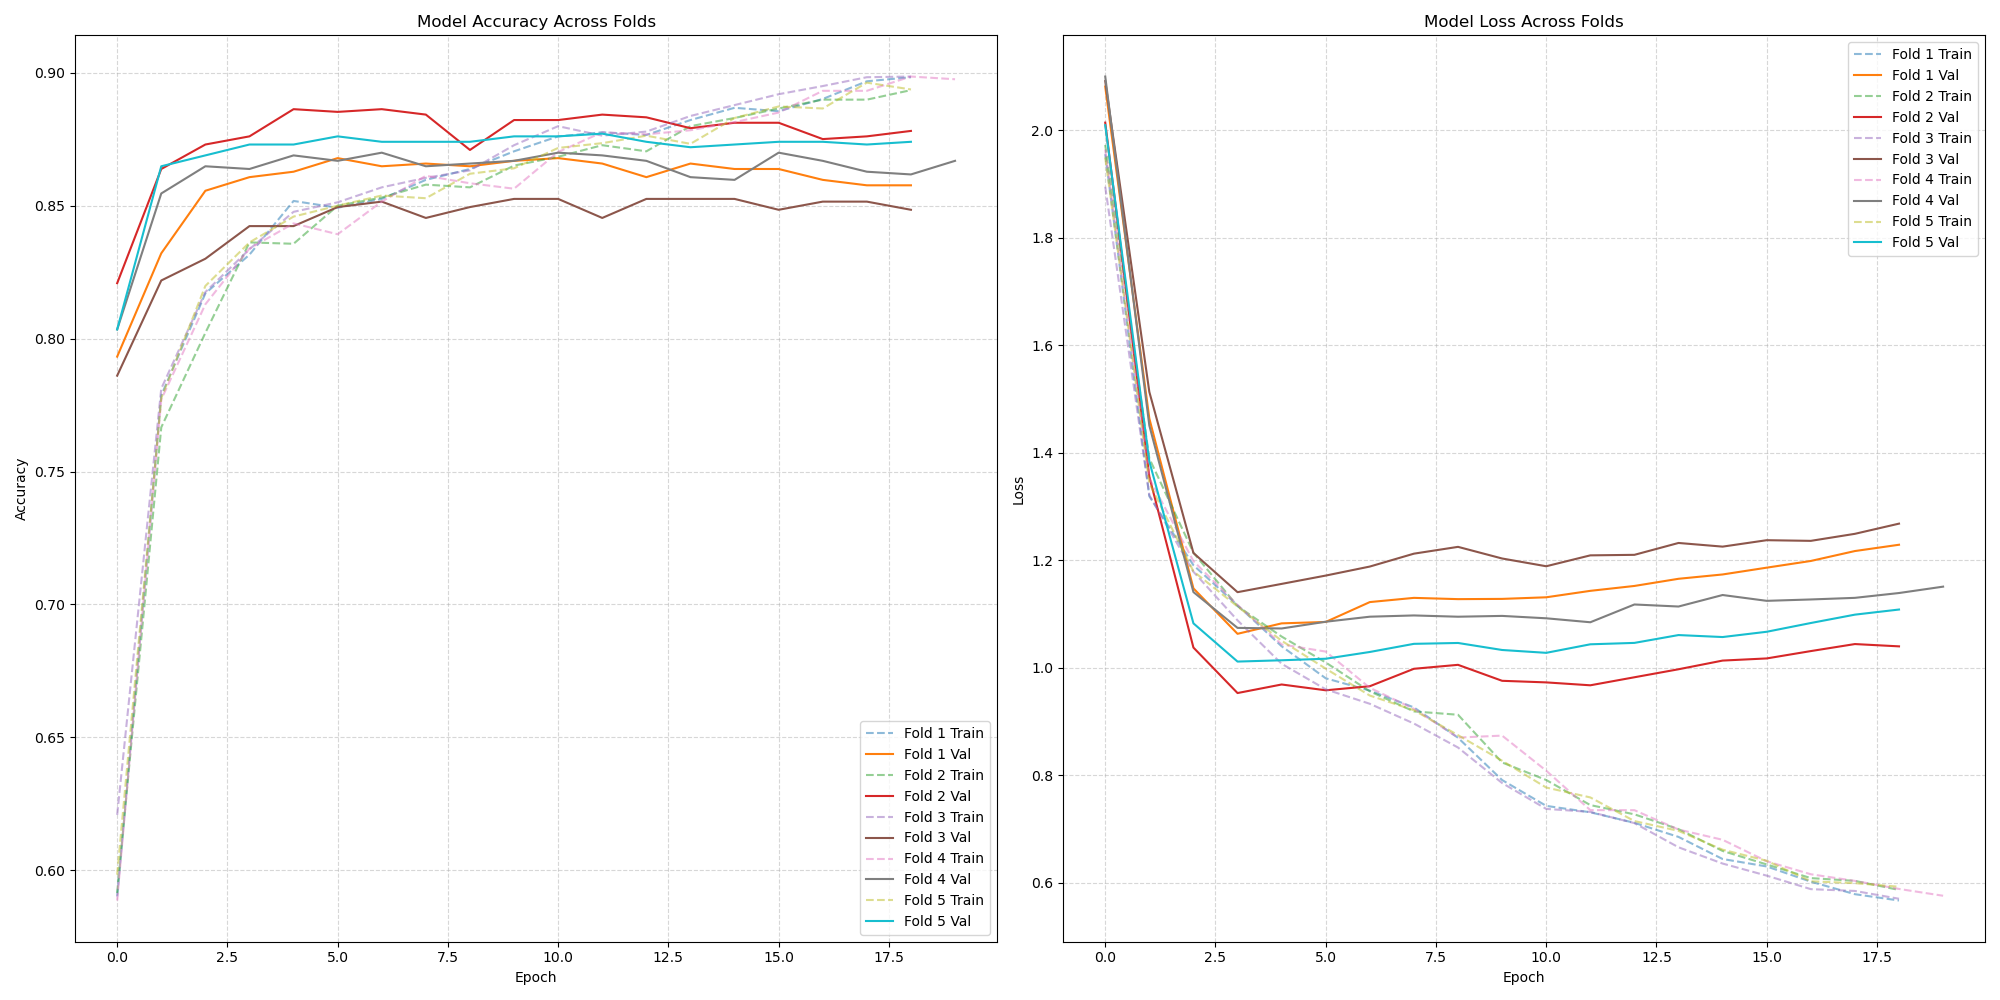 Model Accuracy Across Folds
Accuracy
0.90
0.85
0.80
0.75
0.70
0.65
0.60
0.0 2.5 5.0 7.5 10.0 12.5 15.0 17.5
Epoch
Fold 1 Train
Fold 1 Val
Fold 2 Train
Fold 2 Val
Fold 3 Train
Fold 3 Val
Fold 4 Train
Fold 4 Val
Fold 5 Train
Fold 5 Val
Model Loss Across Folds
Loss
2.0
1.8
1.6
1.4
1.2
1.0
0.8
0.6
0.0 2.5 5.0 7.5 10.0 12.5 15.0 17.5
Epoch
Fold 1 Train
Fold 1 Val
Fold 2 Train
Fold 2 Val
Fold 3 Train
Fold 3 Val
Fold 4 Train
Fold 4 Val
Fold 5 Train
Fold 5 Val